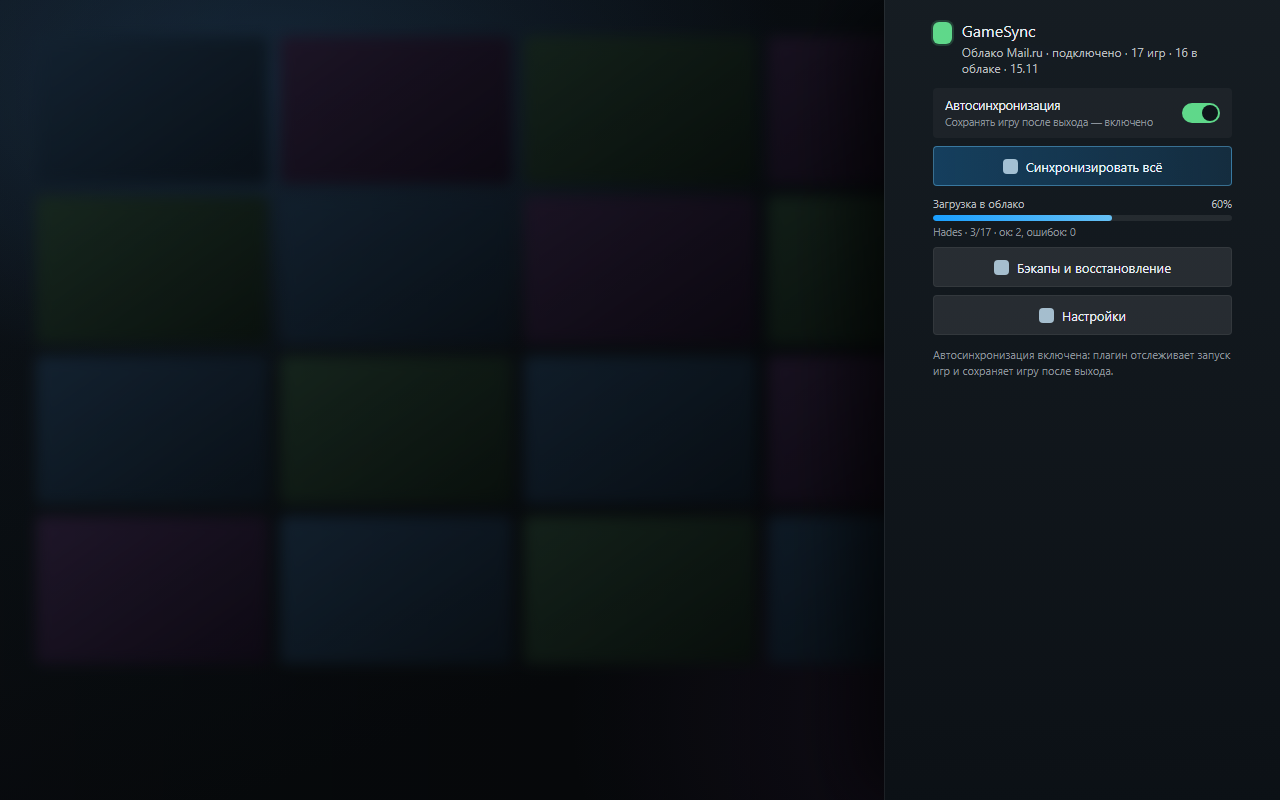 GameSync
Облако Mail.ru · подключено · 17 игр · 16 в
облаке · 15.11
Автосинхронизация
Сохранять игру после выхода — включено
Синхронизировать всё
Загрузка в облако 60%
Hades · 3/17 · ок: 2, ошибок: 0
Бэкапы и восстановление
Настройки
Автосинхронизация включена: плагин отслеживает запуск
игр и сохраняет игру после выхода.